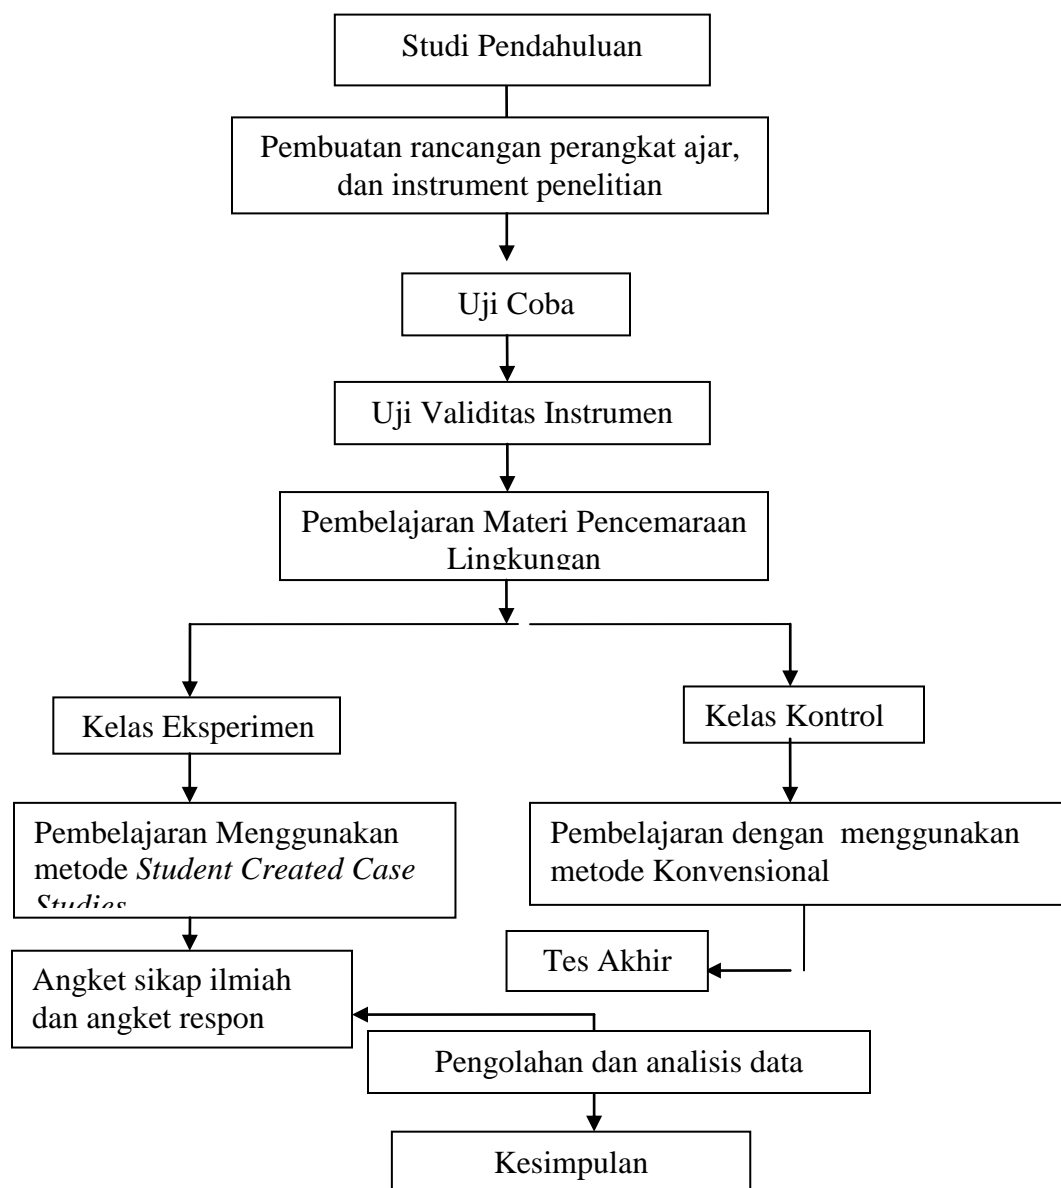 Studi Pendahuluan
Pembuatan rancangan perangkat ajar,
dan instrument penelitian
Uji Coba
Uji Validitas Instrumen
Pembelajaran Materi Pencemaraan
Lingkungan
Kelas Eksperimen
Kelas Kontrol
Pembelajaran Menggunakan
metode Student Created Case
Studies
Pembelajaran dengan menggunakan
metode Konvensional
Tes Akhir
Angket sikap ilmiah
dan angket respon
Pengolahan dan analisis data
Kesimpulan